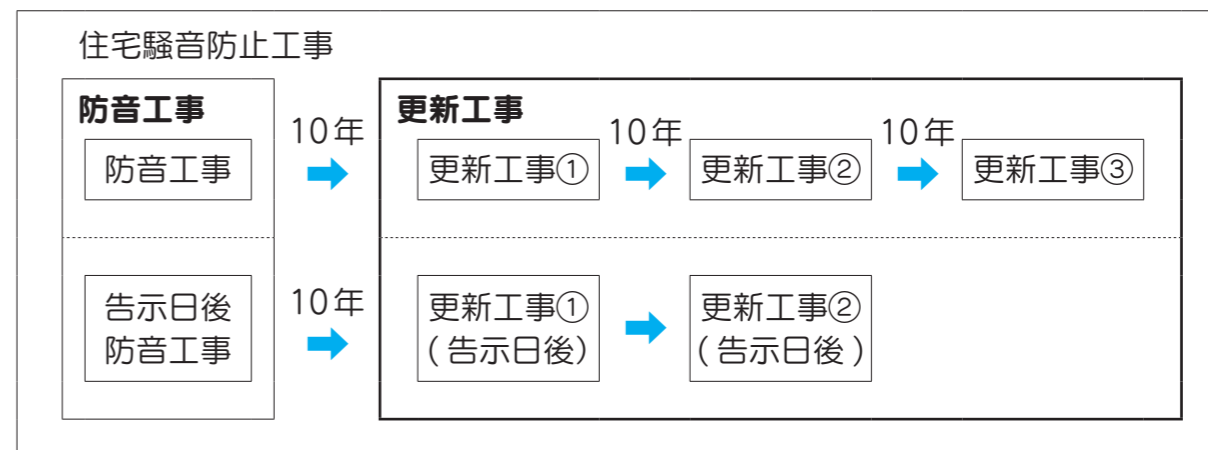 住宅騒音防止工事
防音工事
更新工事
10年
10年
10年
防音工事
更新工事①
更新工事②
更新工事③
告示日後
防音工事
10年
更新工事①
(告示日後)
更新工事②
(告示日後)